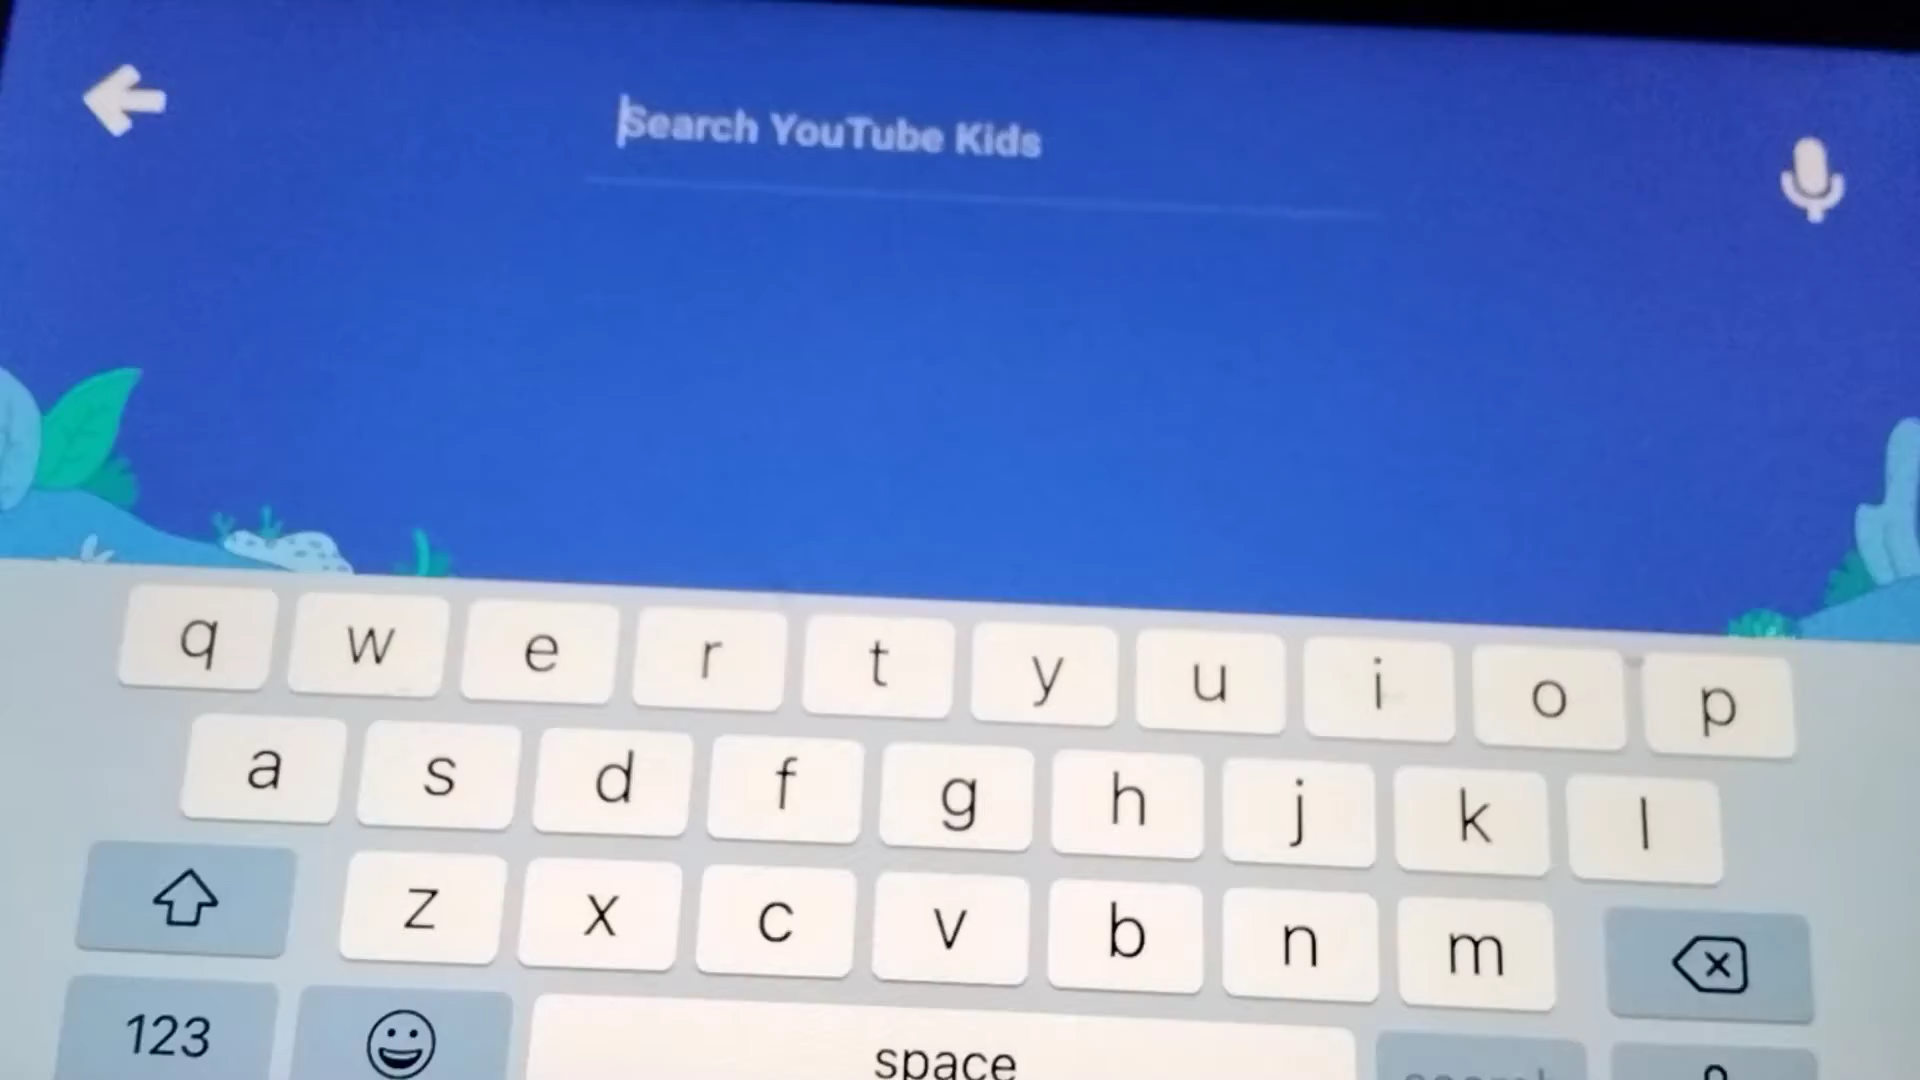 Search YouTube Kids
q w e r t y u i o p
a s d f g h j k l
z x c v b n m
123 space